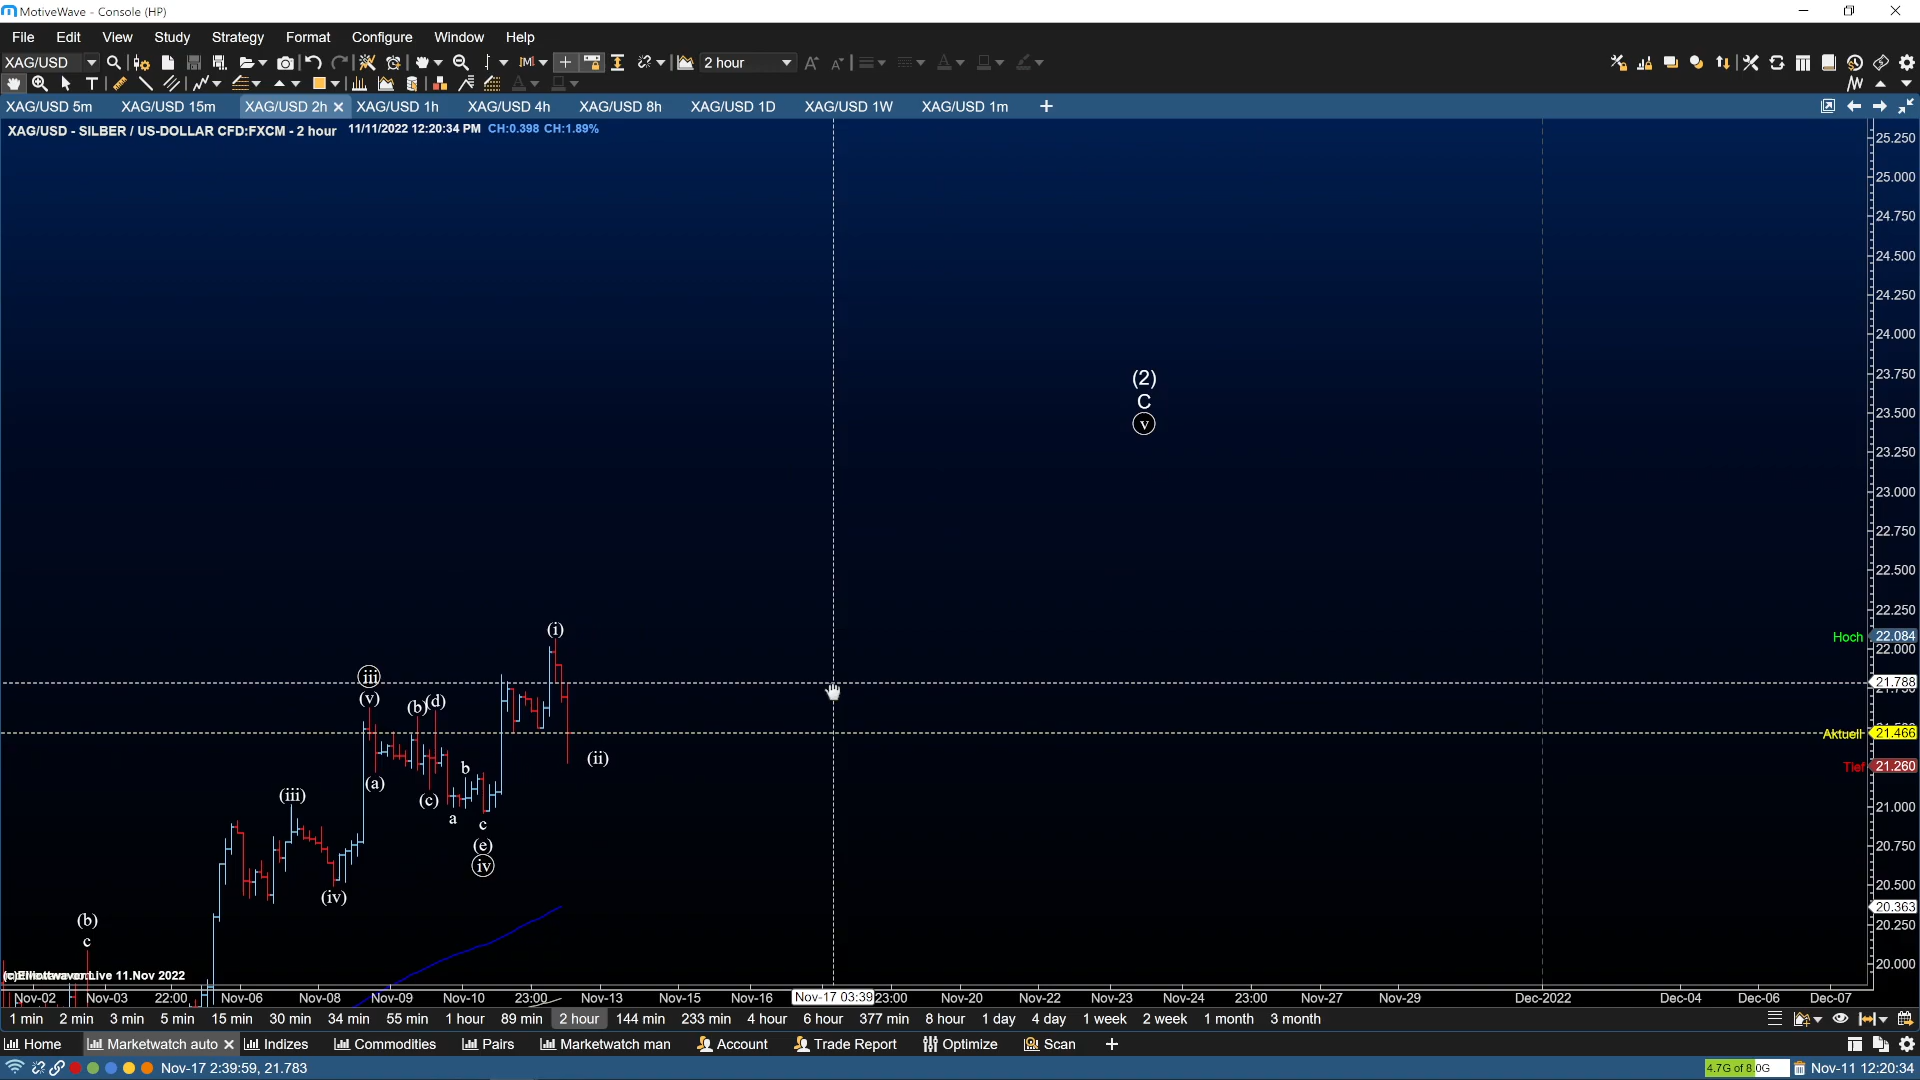 MotiveWave - Console (HP)
File Edit View Study Strategy Format Configure Window Help
XAG/USD 2 hour
XAG/USD 5m XAG/USD 15m XAG/USD 2h XAG/USD 1h XAG/USD 4h XAG/USD 8h XAG/USD 1D XAG/USD 1W XAG/USD 1m
XAG/USD - SILBER / US-DOLLAR CFD:FXCM - 2 hour 11/11/2022 12:20:34 PM CH:0.398 CH:1.89%
25.250
25.000
24.750
24.500
24.250
24.000
23.750
(2)
C
v
23.500
23.250
23.000
22.750
22.500
22.250
(i)
Hoch 22.084
22.000
iii
(v)
(b) (d)
21.788
Aktuell 21.466
(ii)
Tief 21.260
b
(a)
(iii)
(c)
a
c
21.000
(e)
20.750
iv
20.500
(iv)
20.363
(b)
20.250
c
20.000
Live 11.Nov 2022
Nov-02 Nov-03 22:00 Nov-06 Nov-08 Nov-09 Nov-10 23:00 Nov-13 Nov-15 Nov-16 Nov-17 03:39 23:00 Nov-20 Nov-22 Nov-23 Nov-24 23:00 Nov-27 Nov-29 Dec-2022 Dec-04 Dec-06 Dec-07
1 min 2 min 3 min 5 min 15 min 30 min 34 min 55 min 1 hour 89 min 2 hour 144 min 233 min 4 hour 6 hour 377 min 8 hour 1 day 4 day 1 week 2 week 1 month 3 month
Home Marketwatch auto Indizes Commodities Pairs Marketwatch man Account Trade Report Optimize Scan
Nov-17 2:39:59, 21.783 4.7G of 8.0G Nov-11 12:20:34